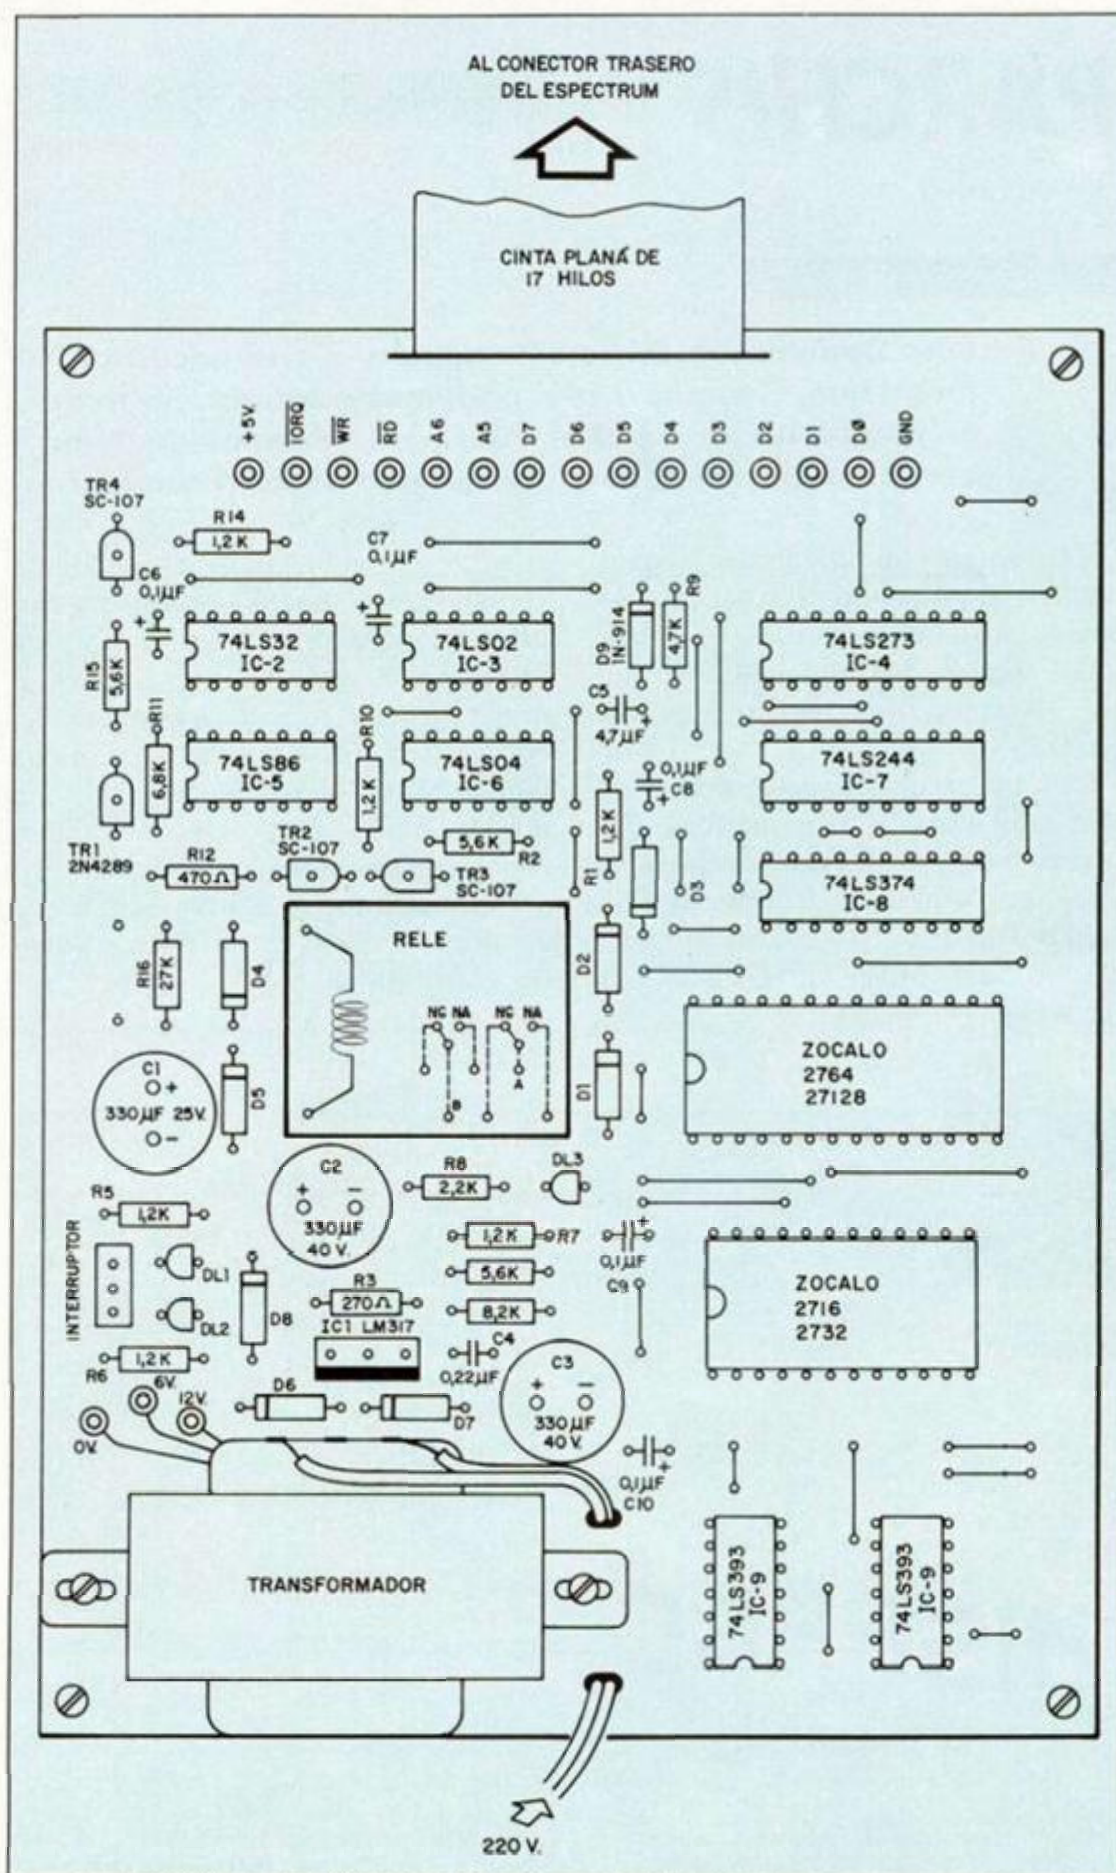 AL CONECTOR TRASERO
DEL ESPECTRUM
CINTA PLANÁ DE
17 HILOS
+5V.
IORQ
WR
RD
A6
A5
D7
D6
D5
D4
D3
D2
D1
DØ
GND
TR4
SC-107
R14
1,2K
C7
0,1µF
C6
0,1µF
R15
5,6K
74LS32
IC-2
74LS02
IC-3
D9
1N-914
R9
4,7K
74LS273
IC-4
R11
6,8K
R10
1,2K
C5
4,7µF
+
74LS86
IC-5
74LS04
IC-6
0,1µF
+
C8
74LS244
IC-7
TR1
2N4289
R12
470Ω
TR2
SC-107
5,6K
R2
TR3
SC-107
1,2K
R1
D3
74LS374
IC-8
R16
27K
D4
RELE
NC NA NC NA
A
B
D2
D1
ZOCALO
2764
27128
C1
+
330µF 25V.
-
D5
C2
+ -
330µF
40 V.
R8
2,2K
DL3
R5
1,2K
1,2K
R7
5,6K
8,2K
+
0,1µF
C9
INTERRUPTOR
DL1
DL2
D8
R3
270Ω
IC1 LM317
C4
0,22µF
ZOCALO
2716
2732
R6
1,2K
6V.
12V.
0V.
D6
D7
C3
+ -
330µF
40V.
0,1µF
+
C10
TRANSFORMADOR
74LS393
IC-9
74LS393
IC-9
220 V.